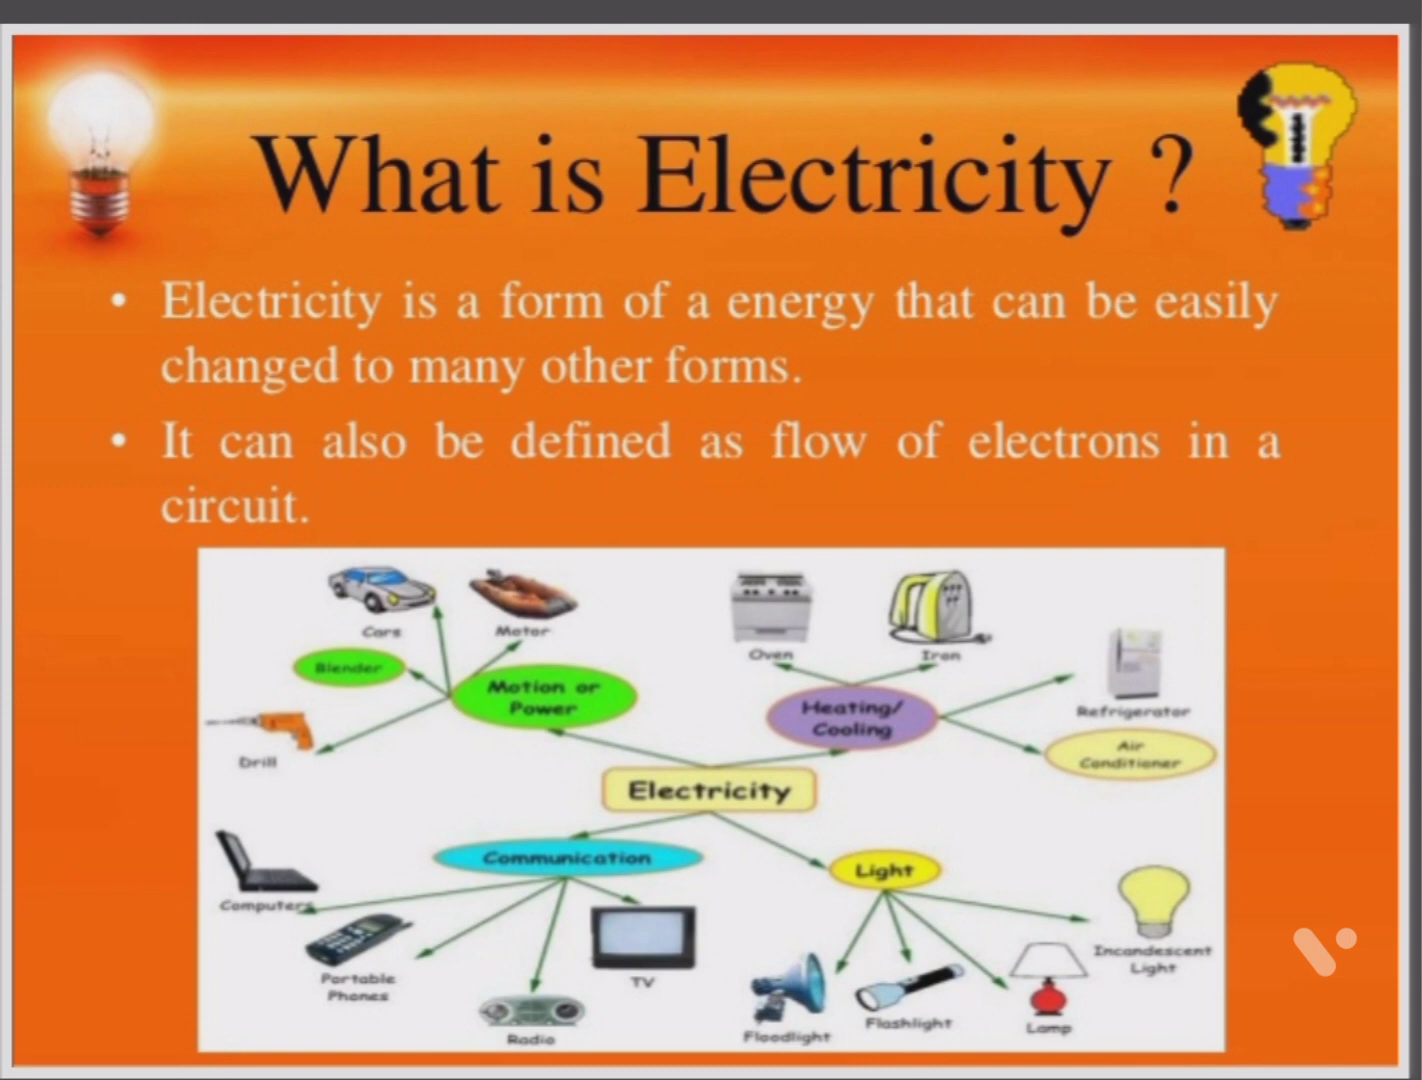 What is Electricity ?
• Electricity is a form of a energy that can be easily
changed to many other forms.
• It can also be defined as flow of electrons in a
circuit.
Cars
Motor
Oven
Iron
Blender
Motion or
Power
Heating/
Cooling
Refrigerator
Drill
Air
Conditioner
Electricity
Communication
Light
Computers
Portable
Phones
TV
Radio
Floodlight
Flashlight
Lamp
Incandescent
Light